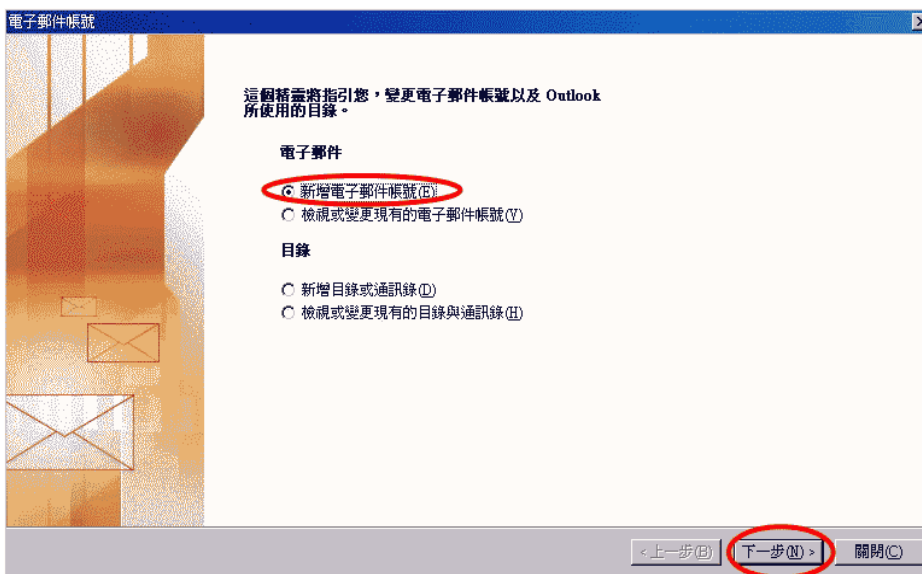 電子郵件帳號
這個精靈將指引您，變更電子郵件帳號以及 Outlook
所使用的目錄。
電子郵件
新增電子郵件帳號(E)
檢視或變更現有的電子郵件帳號(V)
目錄
新增目錄或通訊錄(D)
檢視或變更現有的目錄與通訊錄(H)
<上一步(B) 下一步(N) > 關閉(C)